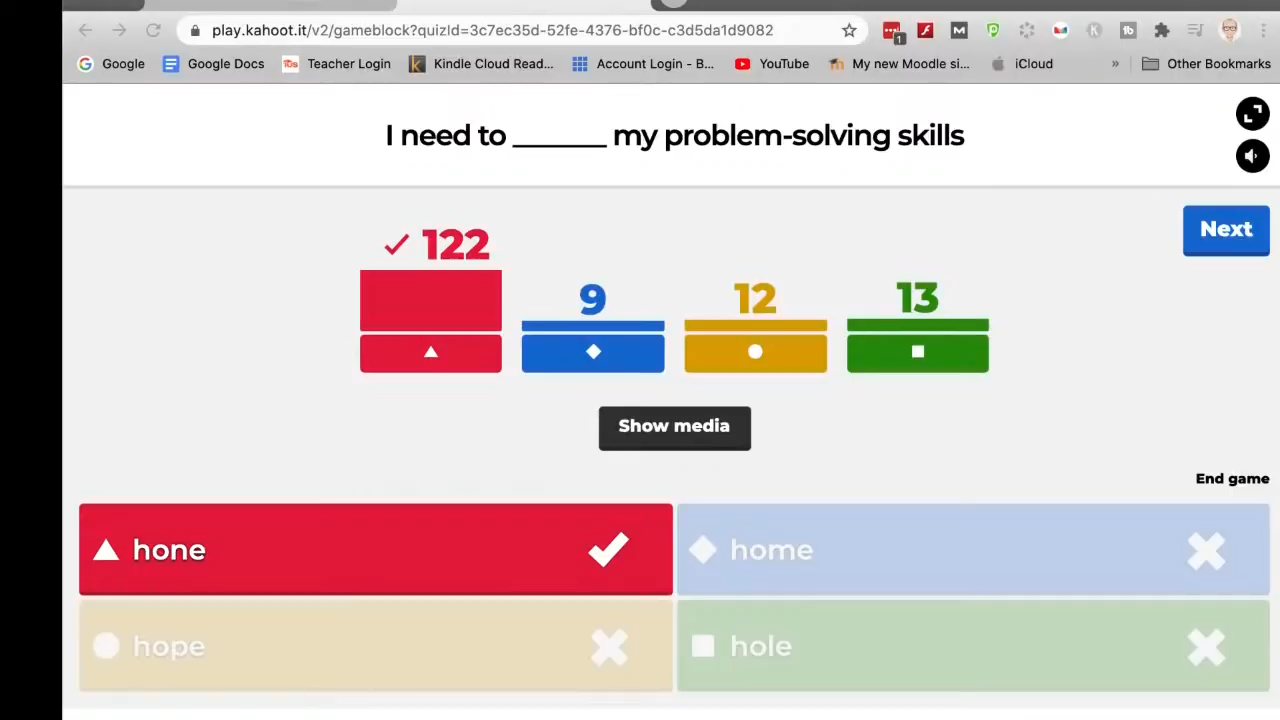 play.kahoot.it/v2/gameblock?quizId=3c7ec35d-52fe-4376-bf0c-c3d5da1d9082
1
Google Google Docs Teacher Login Kindle Cloud Read... Account Login - B... YouTube My new Moodle si... iCloud » Other Bookmarks
I need to _______ my problem-solving skills
Next
122 9 12 13
Show media
End game
hone home
hope hole